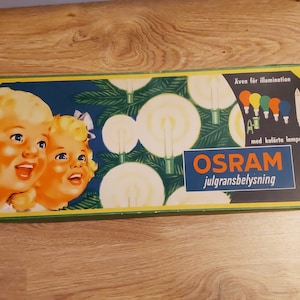 Även för illumination
med kulörta lampor
OSRAM
julgransbelysning